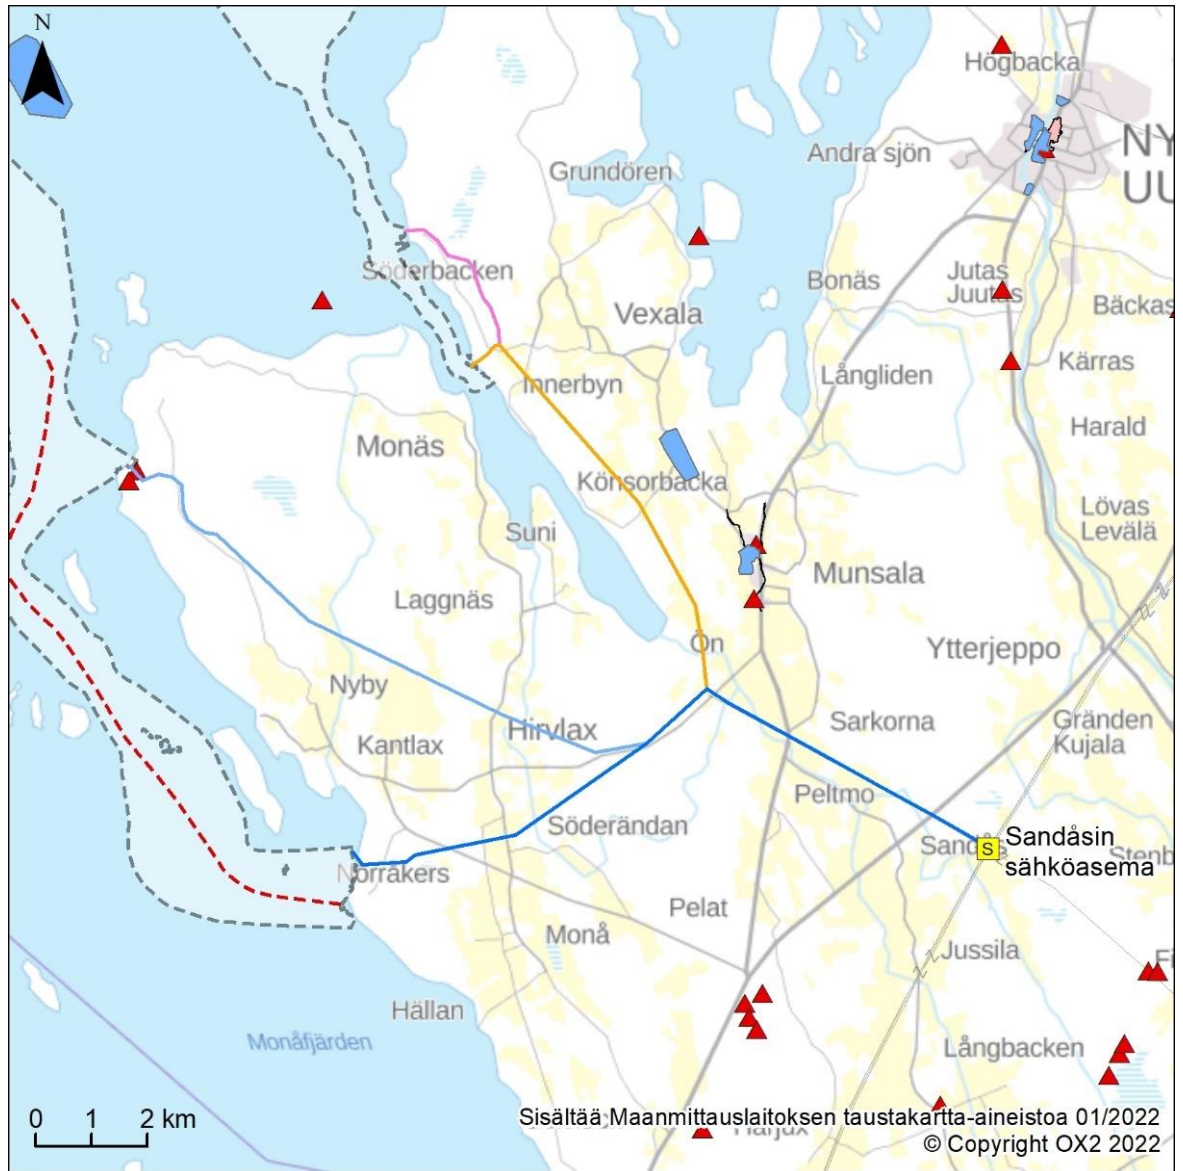 N
Högbacka
NY
UU
Andra sjön
Grundören
Söderbacken
Bonäs
Jutas
Juutas
Bäckas
Vexala
Långliden
Kärras
Innerbyn
Harald
Monäs
Könsorbacka
Lövas
Levälä
Suni
Munsala
Laggnäs
Ön
Ytterjeppo
Nyby
Hirvlax
Sarkorna
Gränden
Kujala
Kantlax
Peltmo
Söderändan
S
Sandåsin
sähköasema
Norråkers
Pelat
Monå
Jussila
Hällan
Monåfjärden
Långbacken
0 1 2 km
Sisältää Maanmittauslaitoksen taustakartta-aineistoa 01/2022
© Copyright OX2 2022